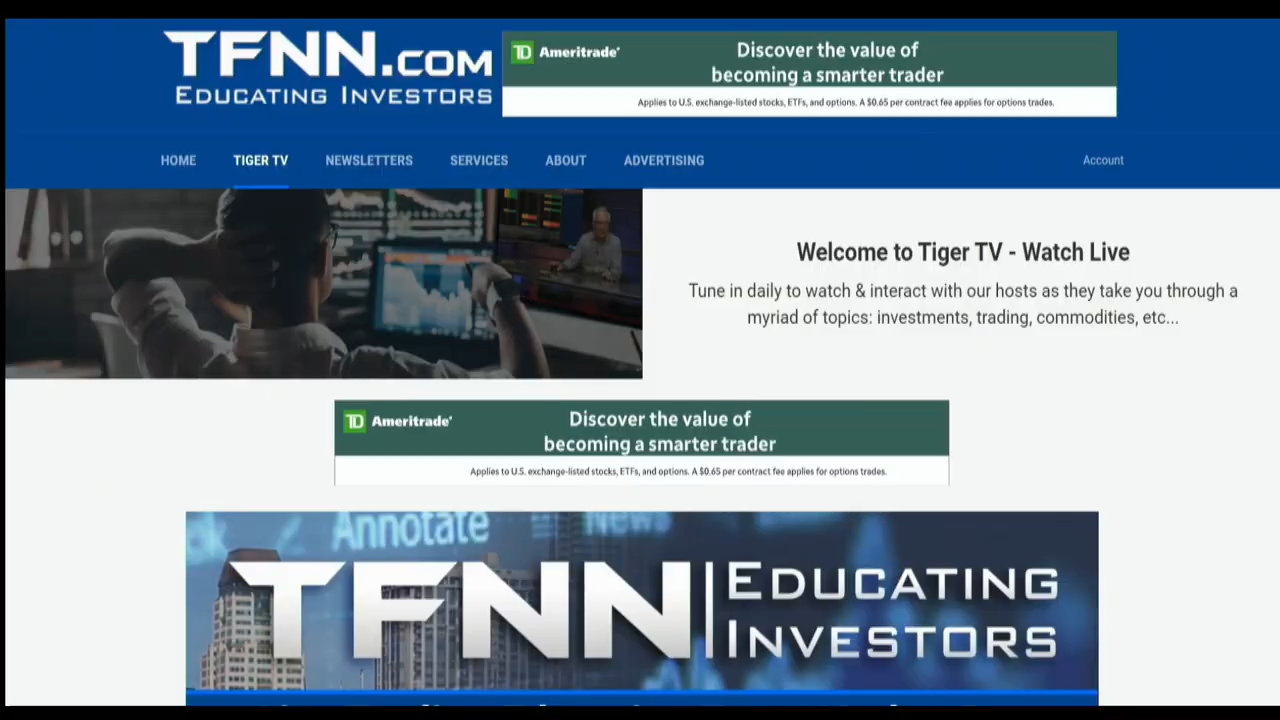 TFNN.COM
EDUCATING INVESTORS
TD Ameritrade
Discover the value of
becoming a smarter trader
Applies to U.S. exchange-listed stocks, ETFs, and options. A $0.65 per contract fee applies for options trades.
HOME TIGER TV NEWSLETTERS SERVICES ABOUT ADVERTISING Account
Welcome to Tiger TV - Watch Live
Tune in daily to watch & interact with our hosts as they take you through a
myriad of topics: investments, trading, commodities, etc...
TD Ameritrade
Discover the value of
becoming a smarter trader
Applies to U.S. exchange-listed stocks, ETFs, and options. A $0.65 per contract fee applies for options trades.
Annotate News
TFNN EDUCATING
INVESTORS